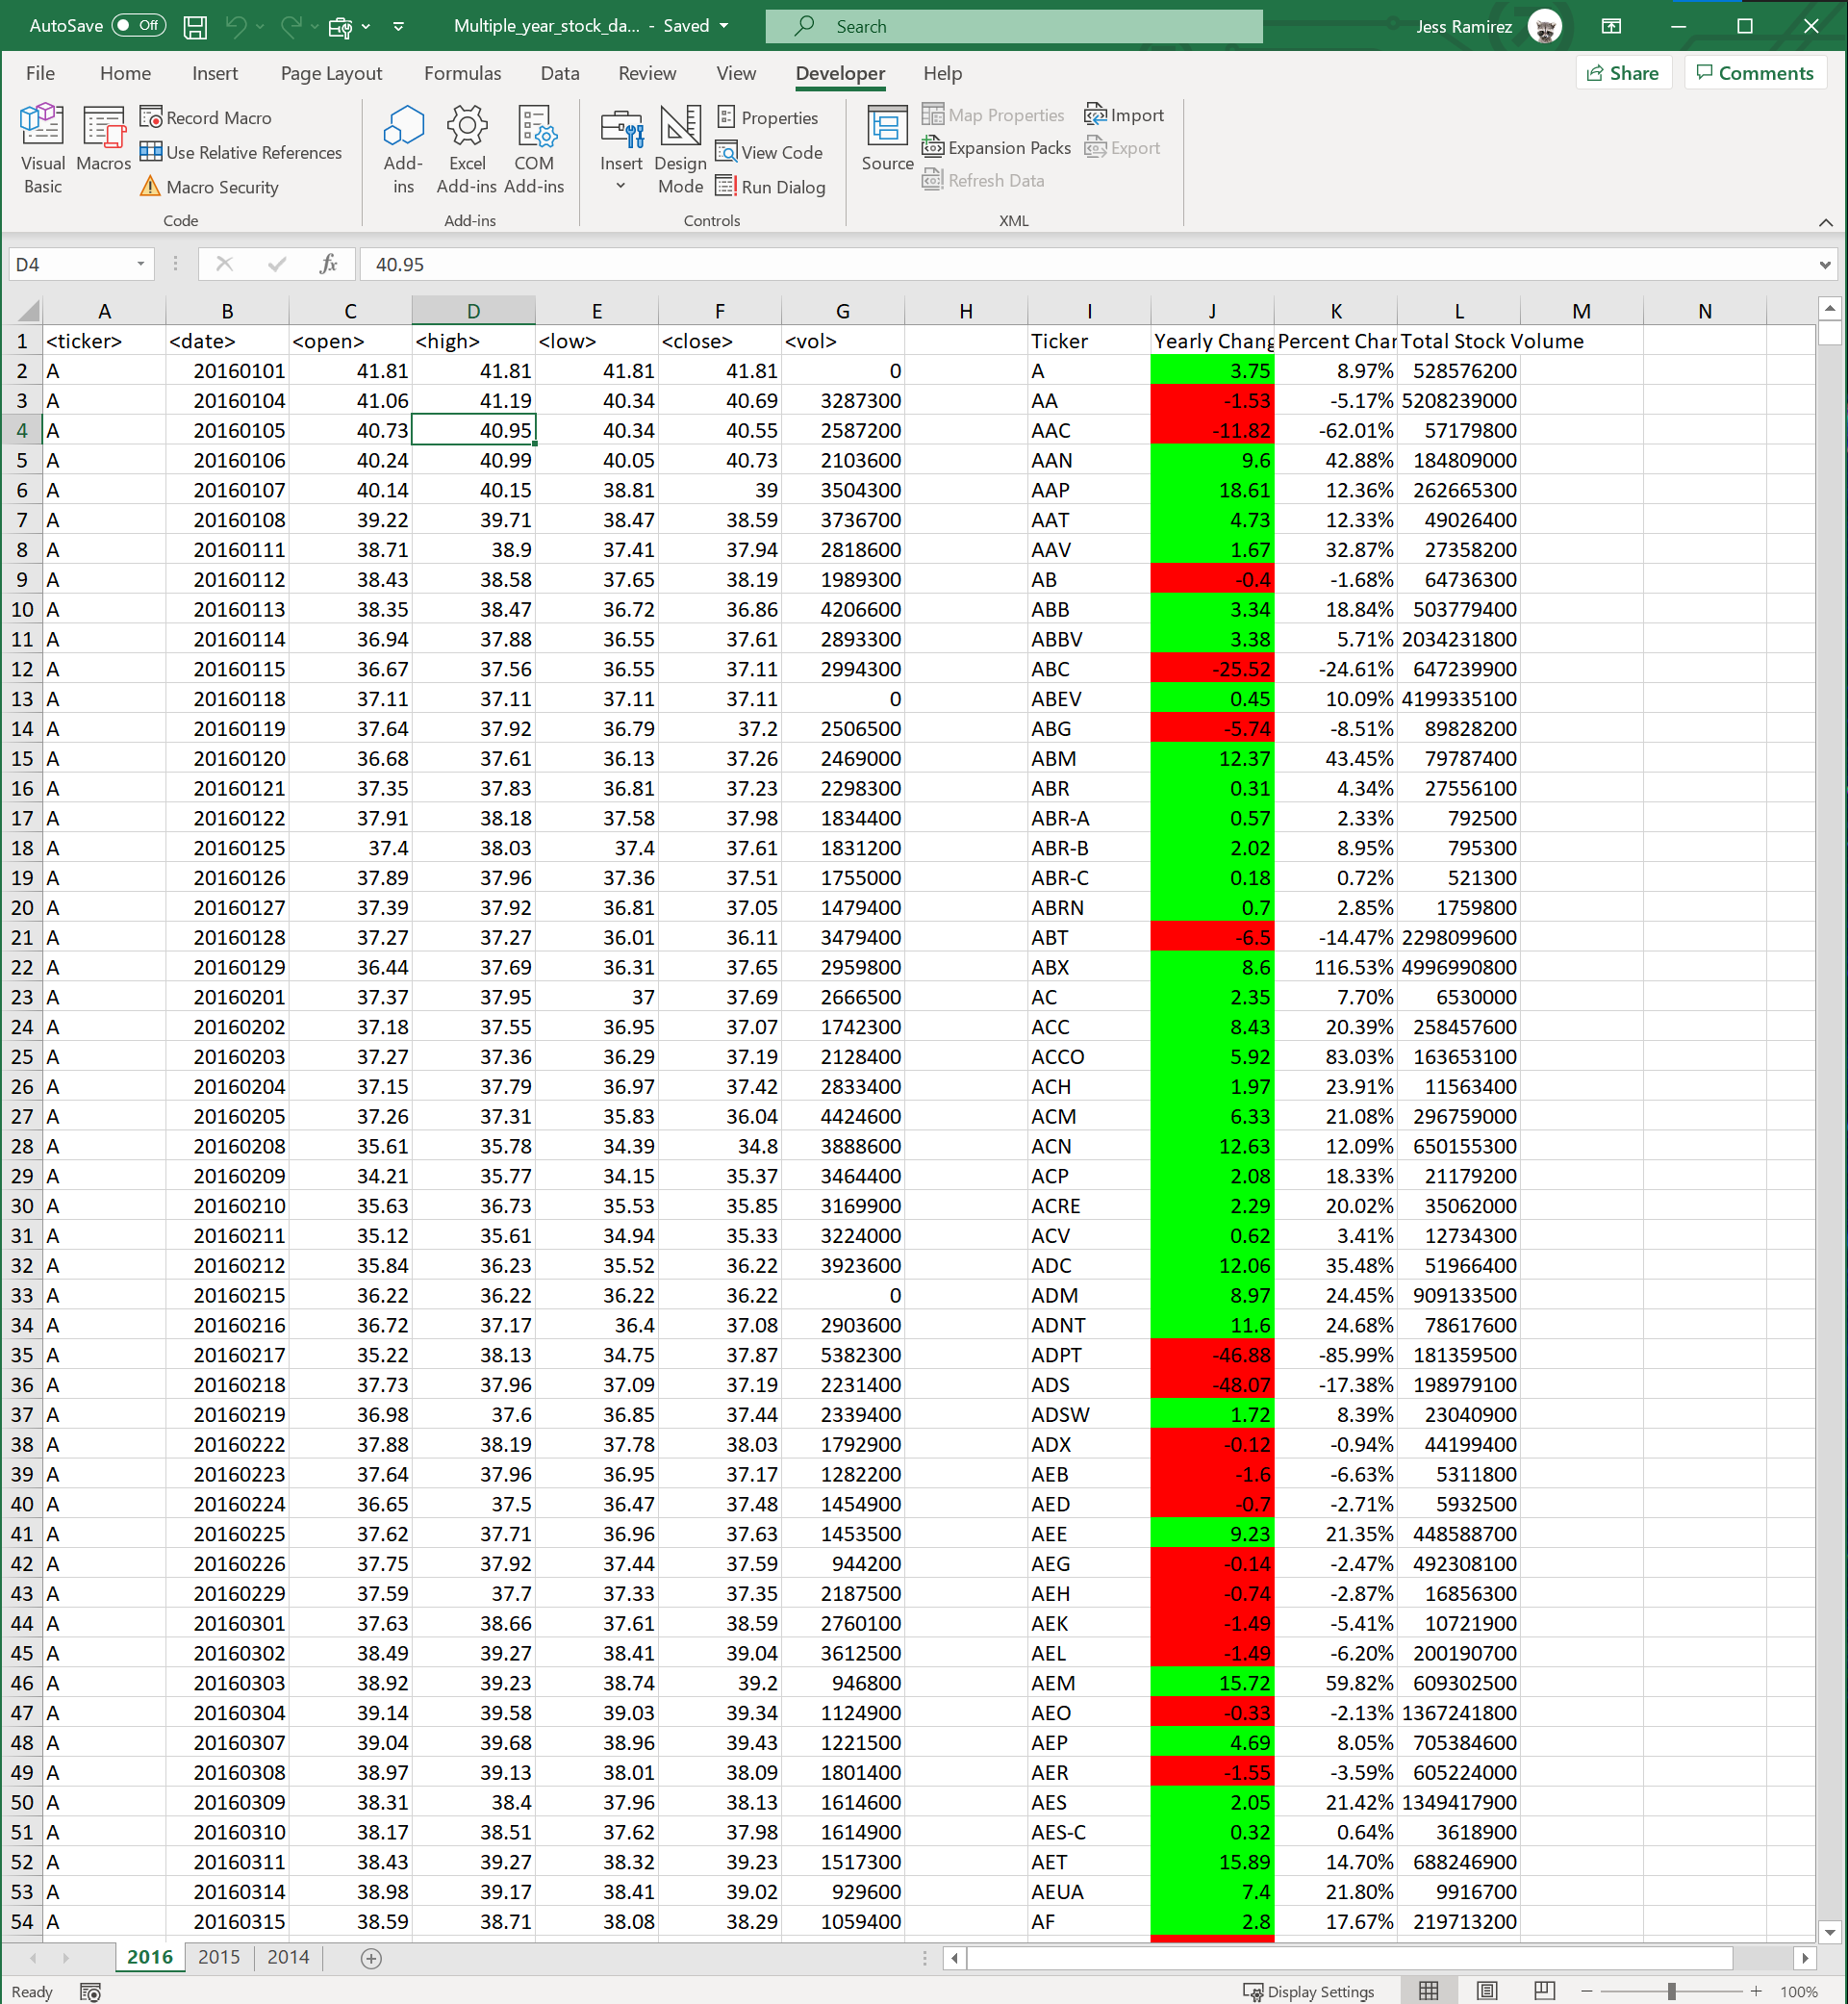 AutoSave Off Multiple_year_stock_da... - Saved Search Jess Ramirez
File Home Insert Page Layout Formulas Data Review View Developer Help Share Comments
Visual Basic Macros Record Macro Use Relative References Macro Security Code
Add-ins Excel Add-ins COM Add-ins Add-ins
Insert Design Mode Properties View Code Run Dialog Controls
Source Map Properties Expansion Packs Refresh Data Import Export XML
D4 fx 40.95
A B C D E F G H I J K L M N
1 <ticker> <date> <open> <high> <low> <close> <vol> Ticker Yearly Chang Percent Char Total Stock Volume
2 A 20160101 41.81 41.81 41.81 41.81 0 A 3.75 8.97% 528576200
3 A 20160104 41.06 41.19 40.34 40.69 3287300 AA -1.53 -5.17% 5208239000
4 A 20160105 40.73 40.95 40.34 40.55 2587200 AAC -11.82 -62.01% 57179800
5 A 20160106 40.24 40.99 40.05 40.73 2103600 AAN 9.6 42.88% 184809000
6 A 20160107 40.14 40.15 38.81 39 3504300 AAP 18.61 12.36% 262665300
7 A 20160108 39.22 39.71 38.47 38.59 3736700 AAT 4.73 12.33% 49026400
8 A 20160111 38.71 38.9 37.41 37.94 2818600 AAV 1.67 32.87% 27358200
9 A 20160112 38.43 38.58 37.65 38.19 1989300 AB -0.4 -1.68% 64736300
10 A 20160113 38.35 38.47 36.72 36.86 4206600 ABB 3.34 18.84% 503779400
11 A 20160114 36.94 37.88 36.55 37.61 2893300 ABBV 3.38 5.71% 2034231800
12 A 20160115 36.67 37.56 36.55 37.11 2994300 ABC -25.52 -24.61% 647239900
13 A 20160118 37.11 37.11 37.11 37.11 0 ABEV 0.45 10.09% 4199335100
14 A 20160119 37.64 37.92 36.79 37.2 2506500 ABG -5.74 -8.51% 89828200
15 A 20160120 36.68 37.61 36.13 37.26 2469000 ABM 12.37 43.45% 79787400
16 A 20160121 37.35 37.83 36.81 37.23 2298300 ABR 0.31 4.34% 27556100
17 A 20160122 37.91 38.18 37.58 37.98 1834400 ABR-A 0.57 2.33% 792500
18 A 20160125 37.4 38.03 37.4 37.61 1831200 ABR-B 2.02 8.95% 795300
19 A 20160126 37.89 37.96 37.36 37.51 1755000 ABR-C 0.18 0.72% 521300
20 A 20160127 37.39 37.92 36.81 37.05 1479400 ABRN 0.7 2.85% 1759800
21 A 20160128 37.27 37.27 36.01 36.11 3479400 ABT -6.5 -14.47% 2298099600
22 A 20160129 36.44 37.69 36.31 37.65 2959800 ABX 8.6 116.53% 4996990800
23 A 20160201 37.37 37.95 37 37.69 2666500 AC 2.35 7.70% 6530000
24 A 20160202 37.18 37.55 36.95 37.07 1742300 ACC 8.43 20.39% 258457600
25 A 20160203 37.27 37.36 36.29 37.19 2128400 ACCO 5.92 83.03% 163653100
26 A 20160204 37.15 37.79 36.97 37.42 2833400 ACH 1.97 23.91% 11563400
27 A 20160205 37.26 37.31 35.83 36.04 4424600 ACM 6.33 21.08% 296759000
28 A 20160208 35.61 35.78 34.39 34.8 3888600 ACN 12.63 12.09% 650155300
29 A 20160209 34.21 35.77 34.15 35.37 3464400 ACP 2.08 18.33% 21179200
30 A 20160210 35.63 36.73 35.53 35.85 3169900 ACRE 2.29 20.02% 35062000
31 A 20160211 35.12 35.61 34.94 35.33 3224000 ACV 0.62 3.41% 12734300
32 A 20160212 35.84 36.23 35.52 36.22 3923600 ADC 12.06 35.48% 51966400
33 A 20160215 36.22 36.22 36.22 36.22 0 ADM 8.97 24.45% 909133500
34 A 20160216 36.72 37.17 36.4 37.08 2903600 ADNT 11.6 24.68% 78617600
35 A 20160217 35.22 38.13 34.75 37.87 5382300 ADPT -46.88 -85.99% 181359500
36 A 20160218 37.73 37.96 37.09 37.19 2231400 ADS -48.07 -17.38% 198979100
37 A 20160219 36.98 37.6 36.85 37.44 2339400 ADSW 1.72 8.39% 23040900
38 A 20160222 37.88 38.19 37.78 38.03 1792900 ADX -0.12 -0.94% 44199400
39 A 20160223 37.64 37.96 36.95 37.17 1282200 AEB -1.6 -6.63% 5311800
40 A 20160224 36.65 37.5 36.47 37.48 1454900 AED -0.7 -2.71% 5932500
41 A 20160225 37.62 37.71 36.96 37.63 1453500 AEE 9.23 21.35% 448588700
42 A 20160226 37.75 37.92 37.44 37.59 944200 AEG -0.14 -2.47% 492308100
43 A 20160229 37.59 37.7 37.33 37.35 2187500 AEH -0.74 -2.87% 16856300
44 A 20160301 37.63 38.66 37.61 38.59 2760100 AEK -1.49 -5.41% 10721900
45 A 20160302 38.49 39.27 38.41 39.04 3612500 AEL -1.49 -6.20% 200190700
46 A 20160303 38.92 39.23 38.74 39.2 946800 AEM 15.72 59.82% 609302500
47 A 20160304 39.14 39.58 39.03 39.34 1124900 AEO -0.33 -2.13% 1367241800
48 A 20160307 39.04 39.68 38.96 39.43 1221500 AEP 4.69 8.05% 705384600
49 A 20160308 38.97 39.13 38.01 38.09 1801400 AER -1.55 -3.59% 605224000
50 A 20160309 38.31 38.4 37.96 38.13 1614600 AES 2.05 21.42% 1349417900
51 A 20160310 38.17 38.51 37.62 37.98 1614900 AES-C 0.32 0.64% 3618900
52 A 20160311 38.43 39.27 38.32 39.23 1517300 AET 15.89 14.70% 688246900
53 A 20160314 38.98 39.17 38.41 39.02 929600 AEUA 7.4 21.80% 9916700
54 A 20160315 38.59 38.71 38.08 38.29 1059400 AF 2.8 17.67% 219713200
2016 2015 2014
Ready Display Settings 100%